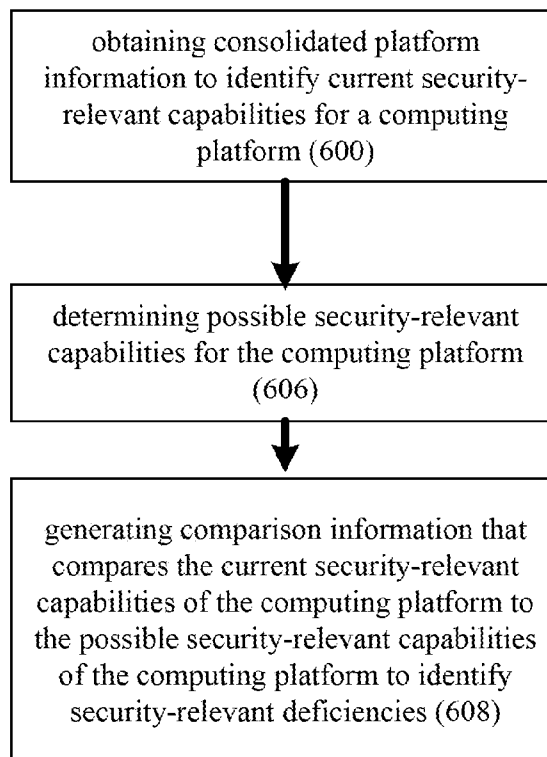 obtaining consolidated platform
information to identify current security-
relevant capabilities for a computing
platform (600)
determining possible security-relevant
capabilities for the computing platform
(606)
generating comparison information that
compares the current security-relevant
capabilities of the computing platform to
the possible security-relevant capabilities
of the computing platform to identify
security-relevant deficiencies (608)